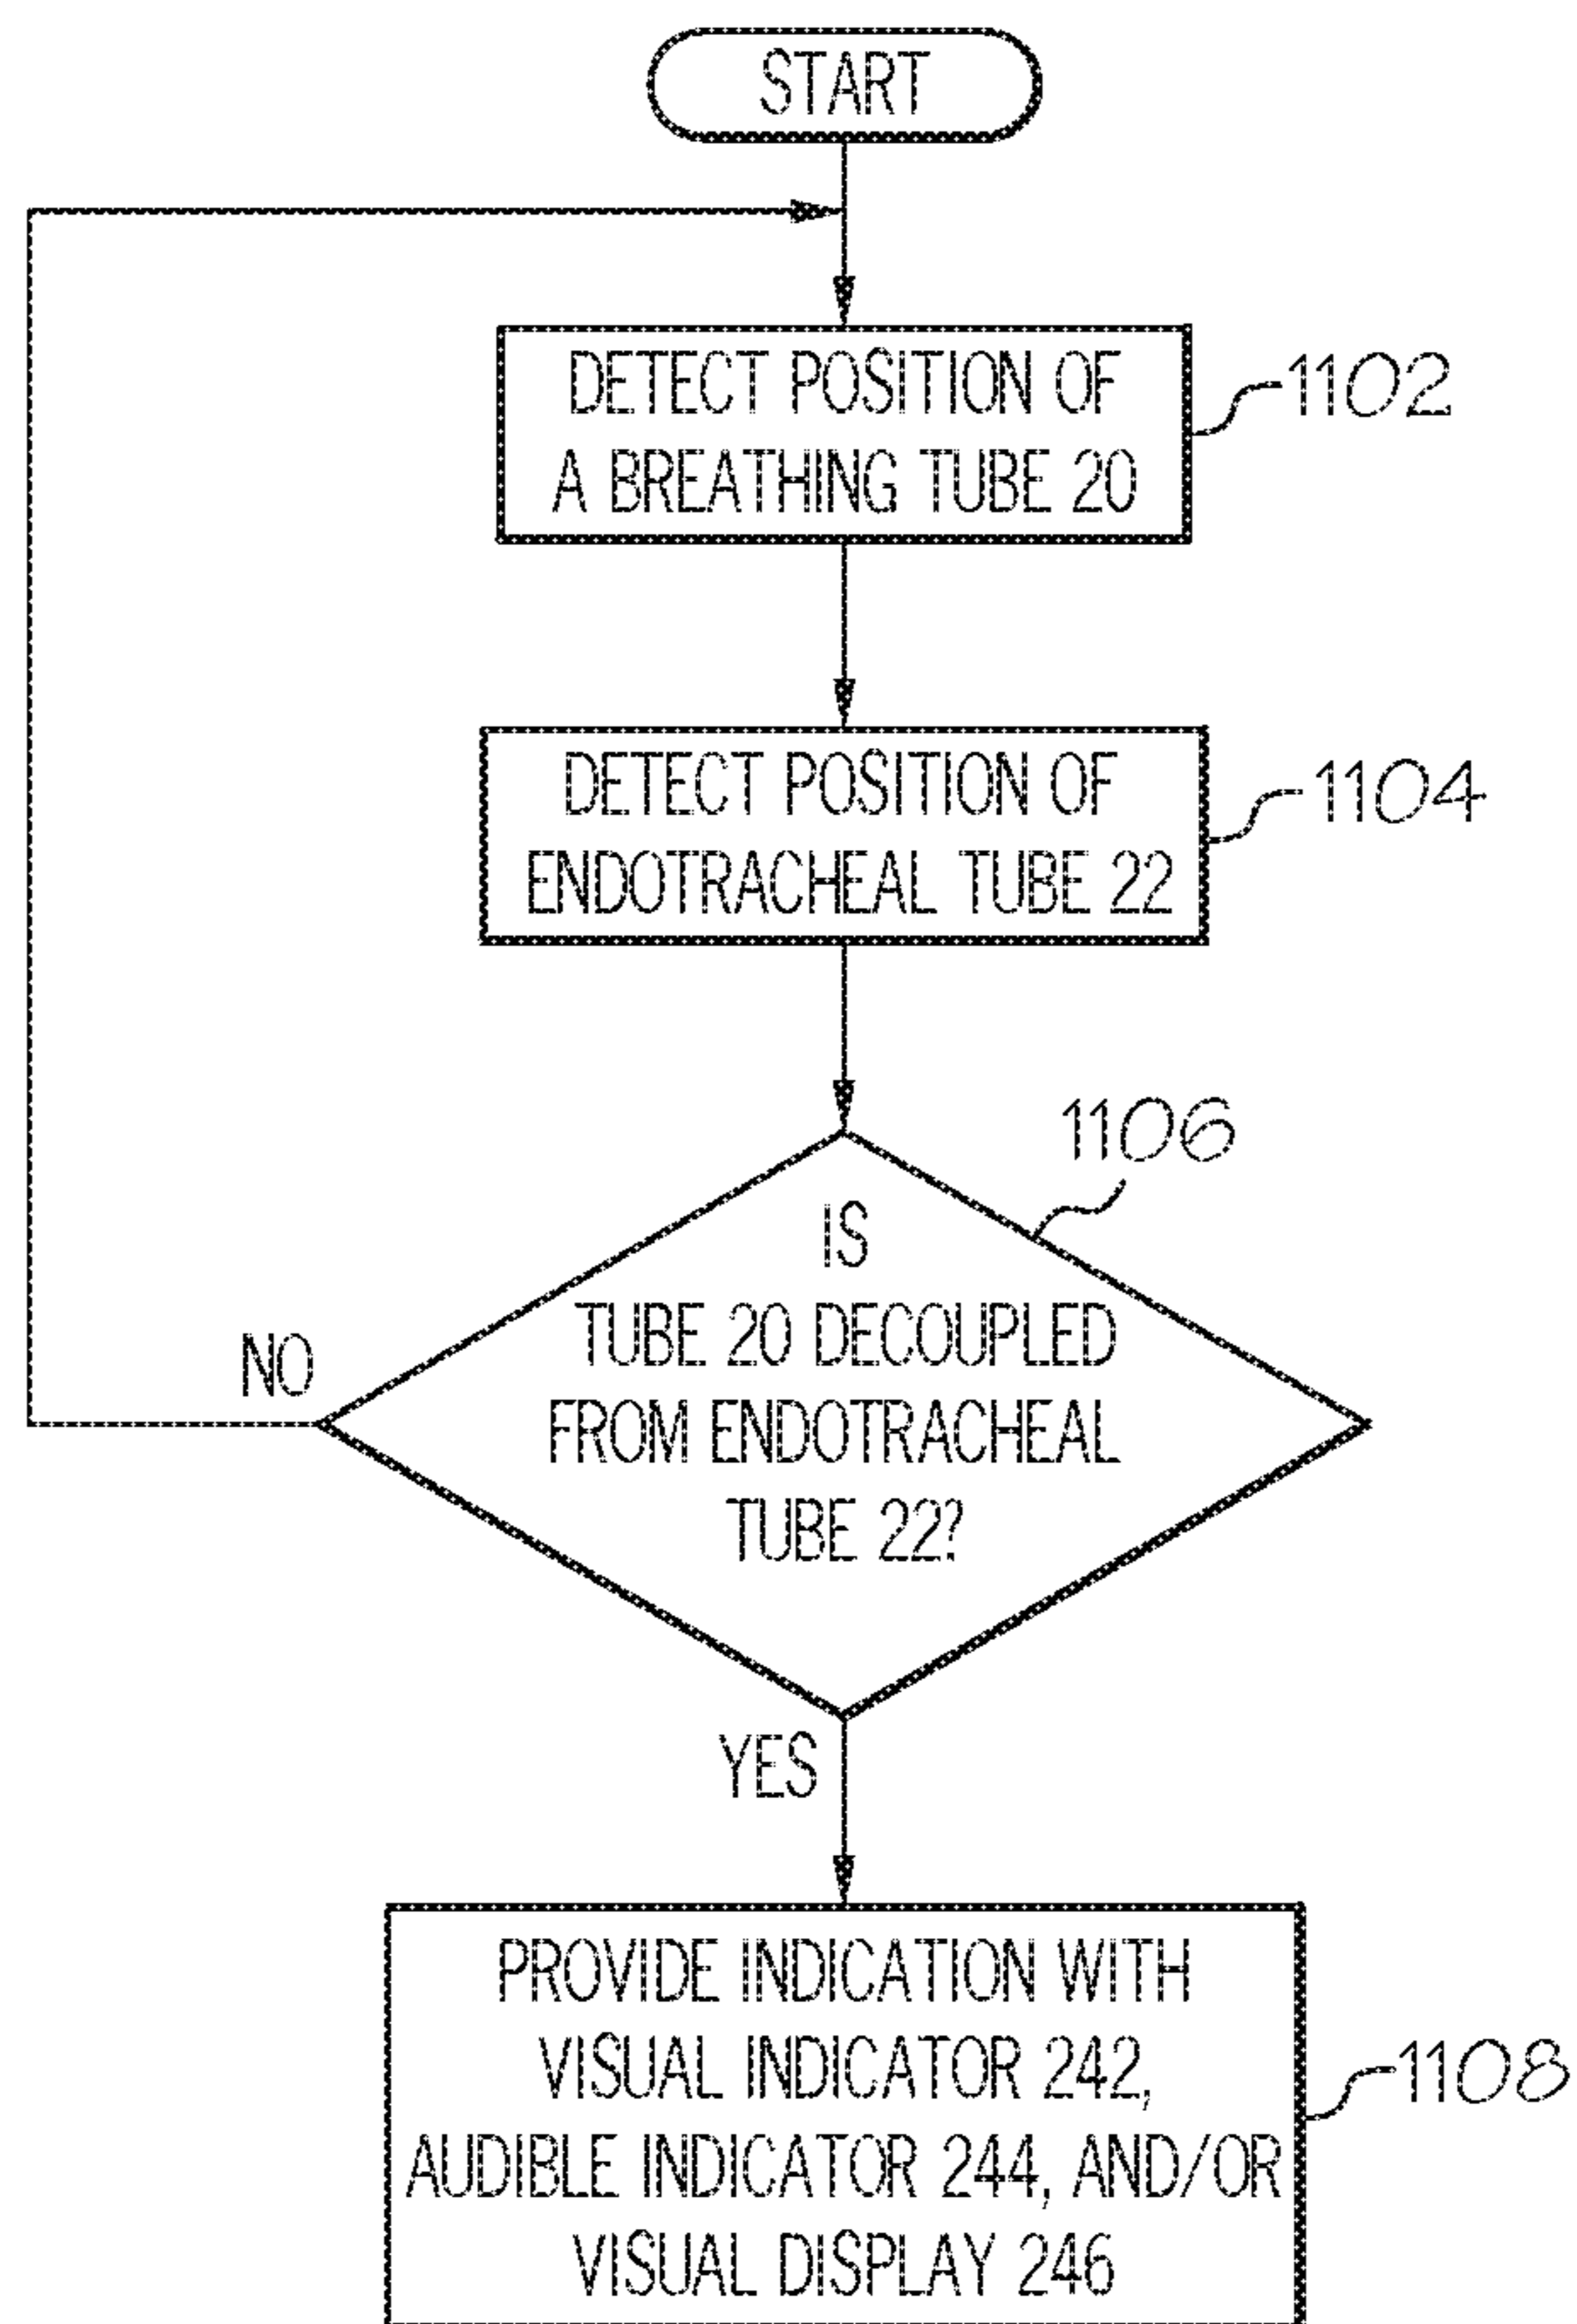 START
DETECT POSITION OF
A BREATHING TUBE 20
1102
DETECT POSITION OF
ENDOTRACHEAL TUBE 22
1104
1106
IS
TUBE 20 DECOUPLED
FROM ENDOTRACHEAL
TUBE 22?
NO
YES
PROVIDE INDICATION WITH
VISUAL INDICATOR 242,
AUDIBLE INDICATOR 244, AND/OR
VISUAL DISPLAY 246
1108